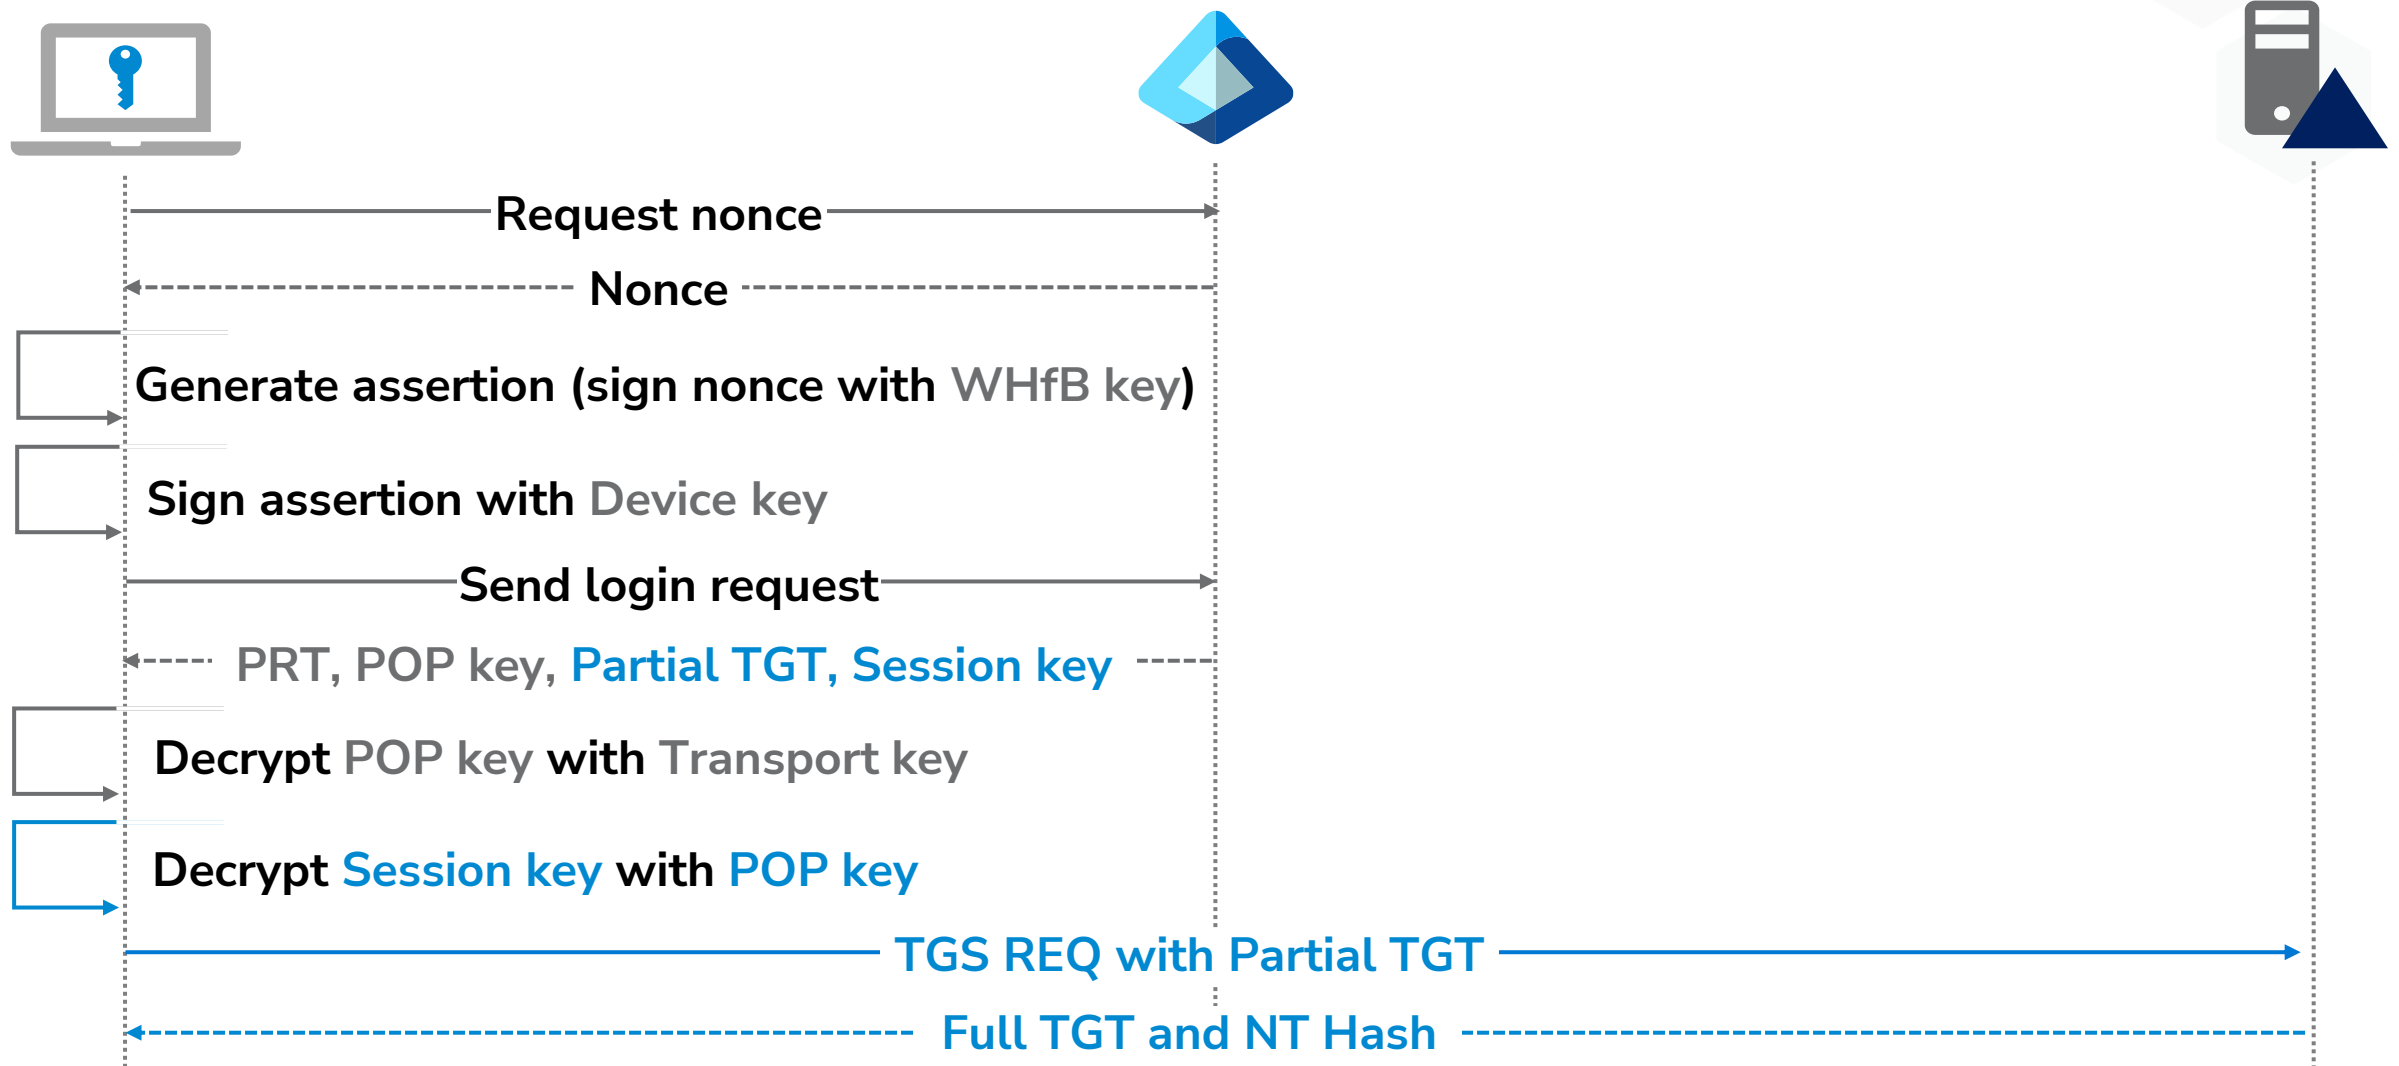 Request nonce
Nonce
Generate assertion (sign nonce with WHfB key)
Sign assertion with Device key
Send login request
PRT, POP key, Partial TGT, Session key
Decrypt POP key with Transport key
Decrypt Session key with POP key
TGS REQ with Partial TGT
Full TGT and NT Hash